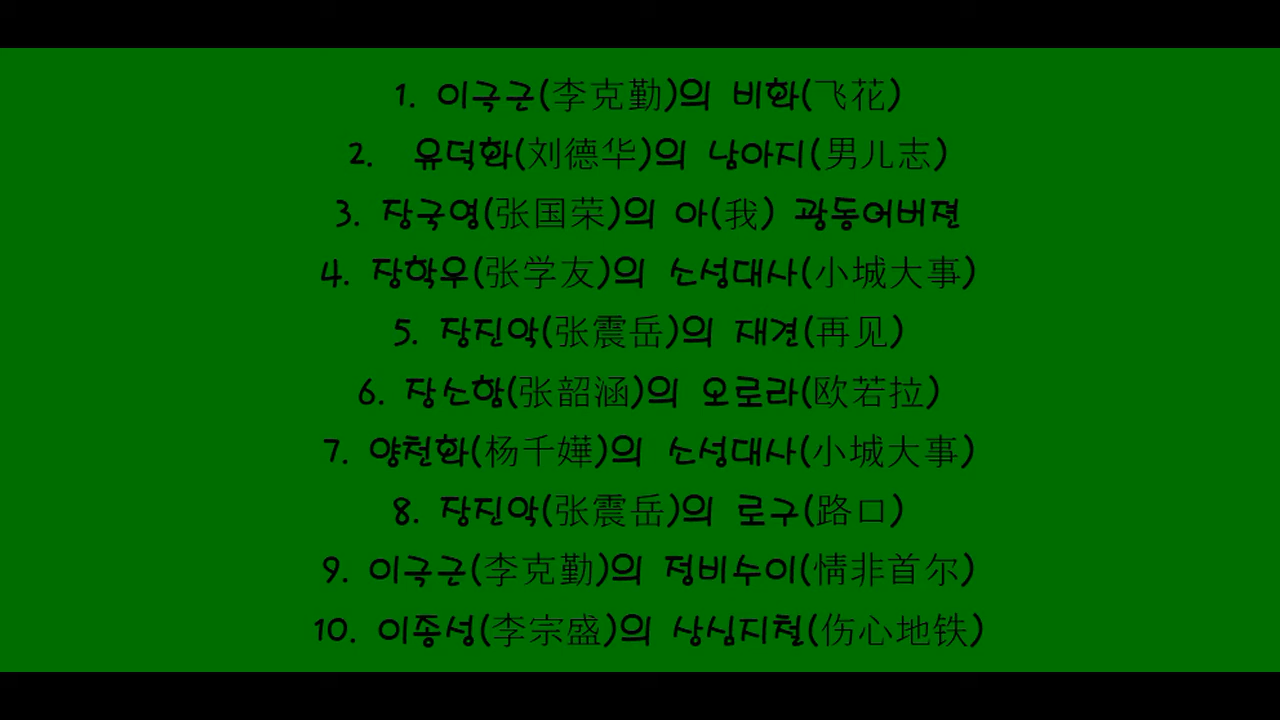 1. 이극근(李克勤)의 비화(飞花)
2. 유덕화(刘德华)의 남아지(男儿志)
3. 장국영(张国荣)의 아(我) 광동어버젼
4. 장학우(张学友)의 소성대사(小城大事)
5. 장진악(张震岳)의 재견(再见)
6. 장소함(张韶涵)의 오로라(欧若拉)
7. 양천화(杨千嬅)의 소성대사(小城大事)
8. 장진악(张震岳)의 로구(路口)
9. 이극근(李克勤)의 정비수이(情非首尔)
10. 이종성(李宗盛)의 상심지철(伤心地铁)